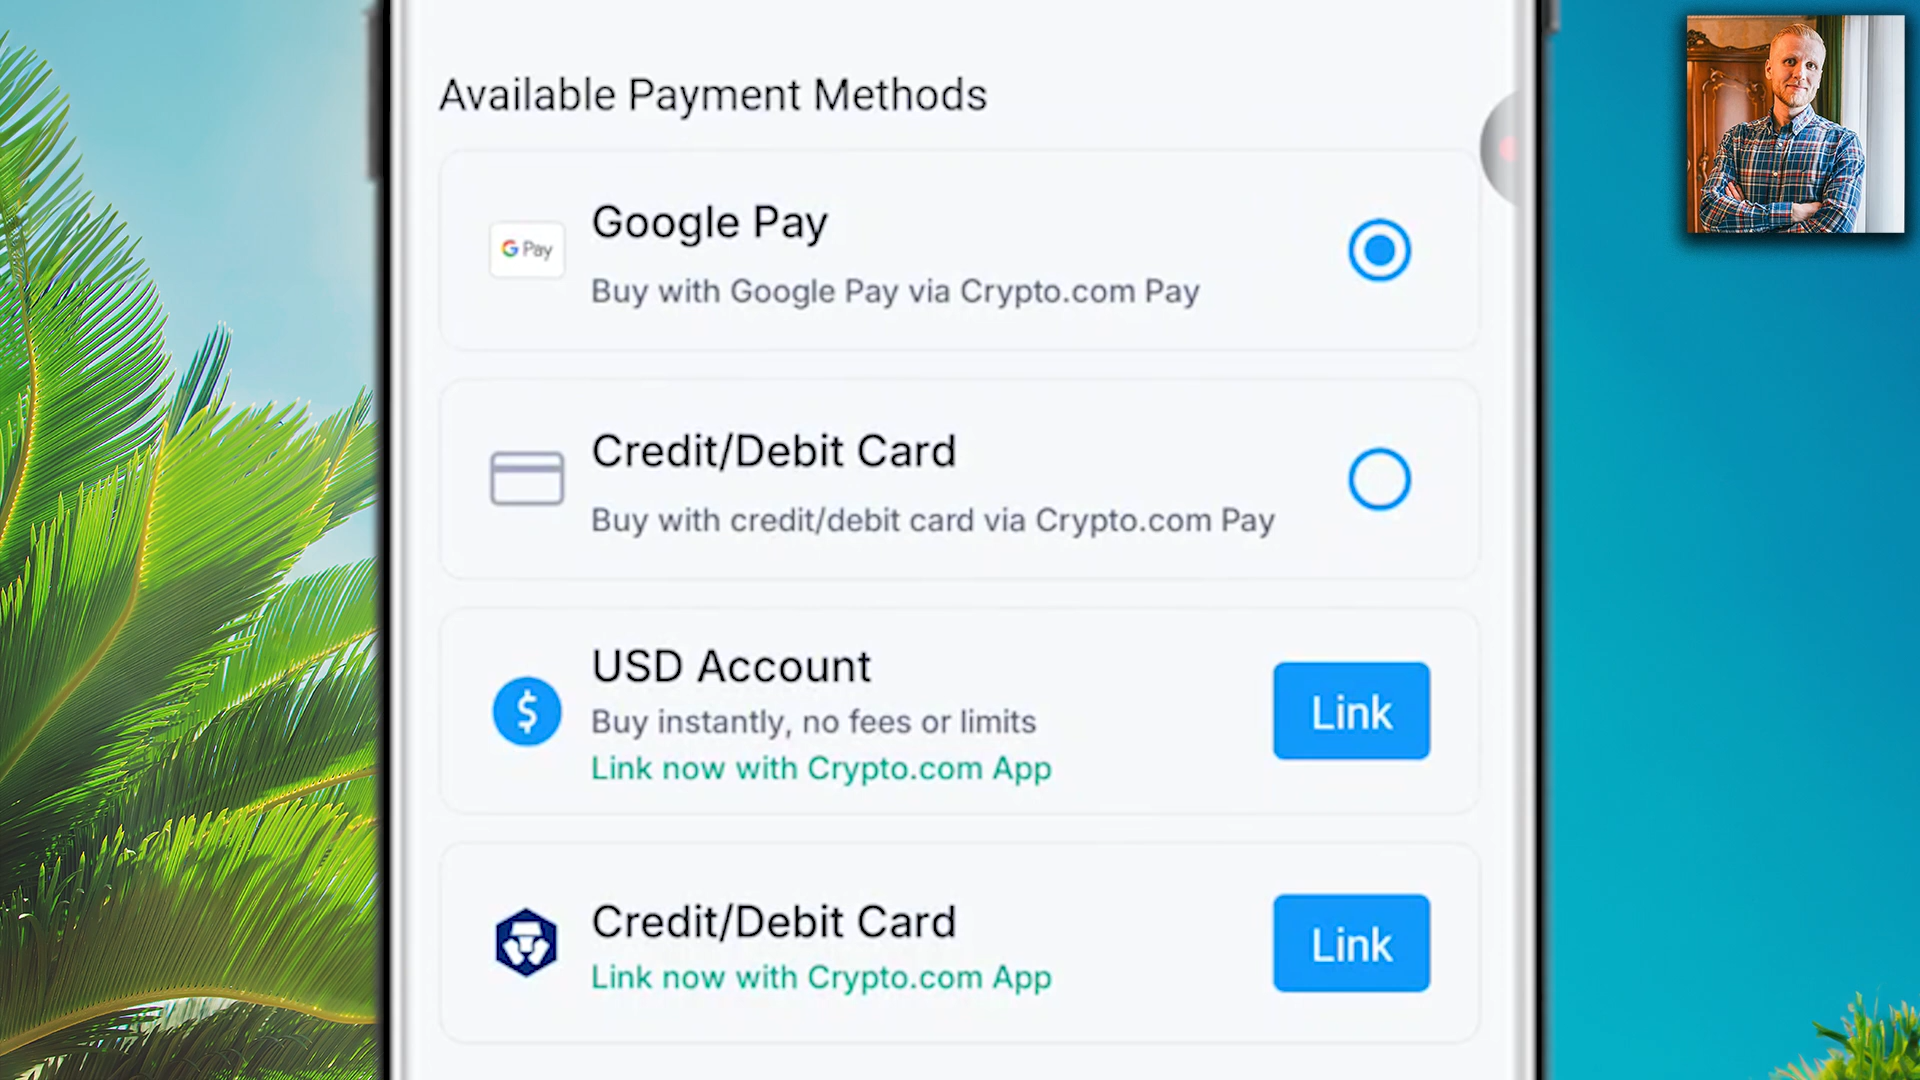 Available Payment Methods
Google Pay
G Pay
Buy with Google Pay via Crypto.com Pay
Credit/Debit Card
Buy with credit/debit card via Crypto.com Pay
USD Account
$
Buy instantly, no fees or limits
Link
Link now with Crypto.com App
Credit/Debit Card
Link
Link now with Crypto.com App